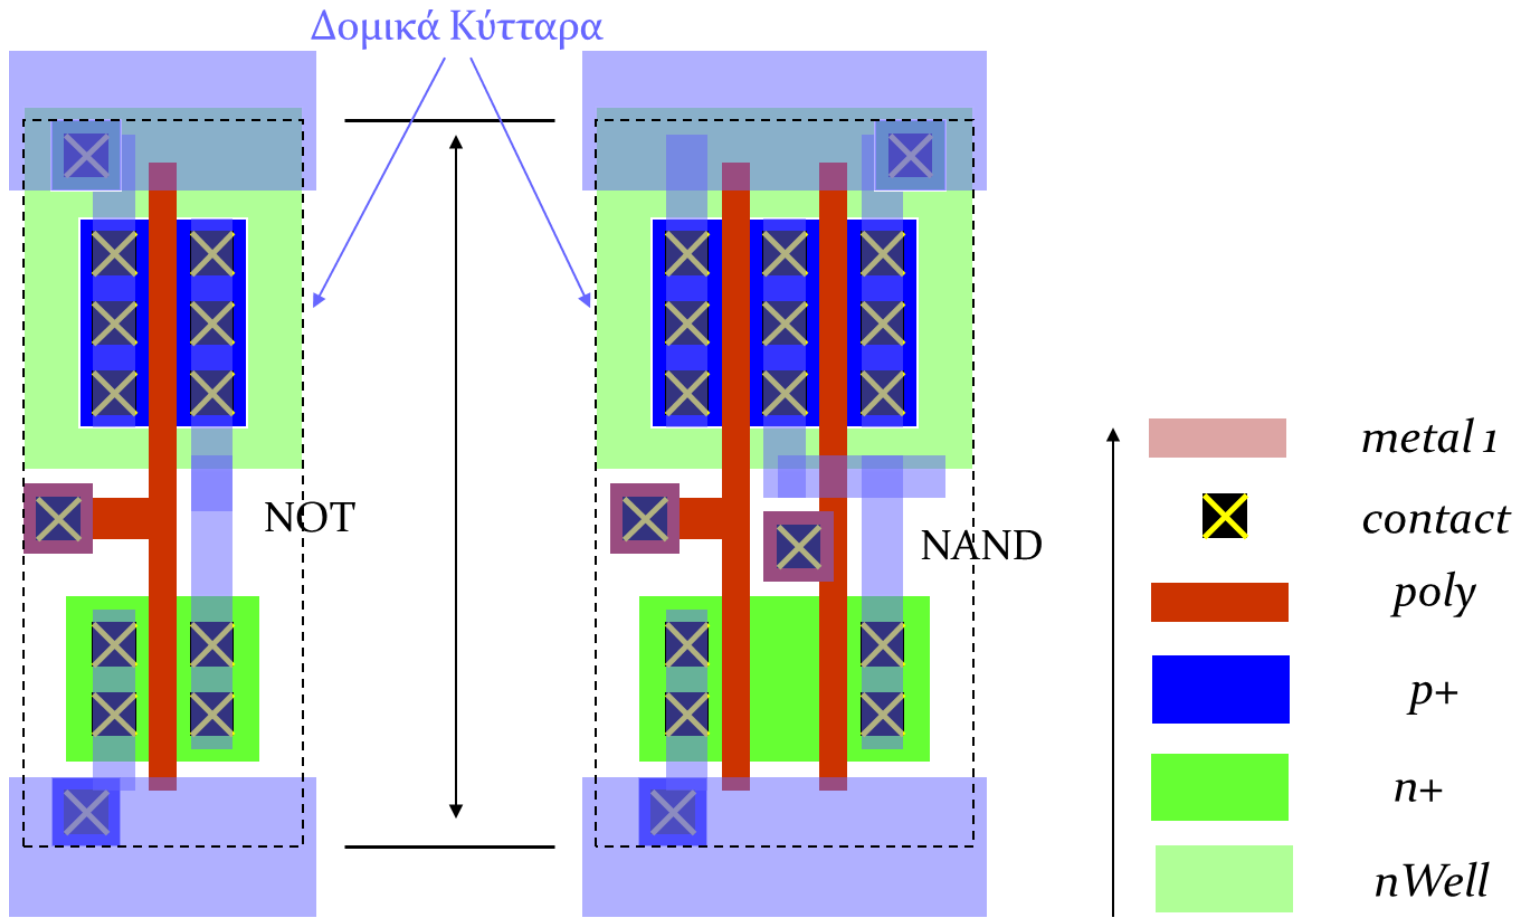 Δομικά Κύτταρα
NOT
NAND
metal 1
contact
poly
p+
n+
nWell